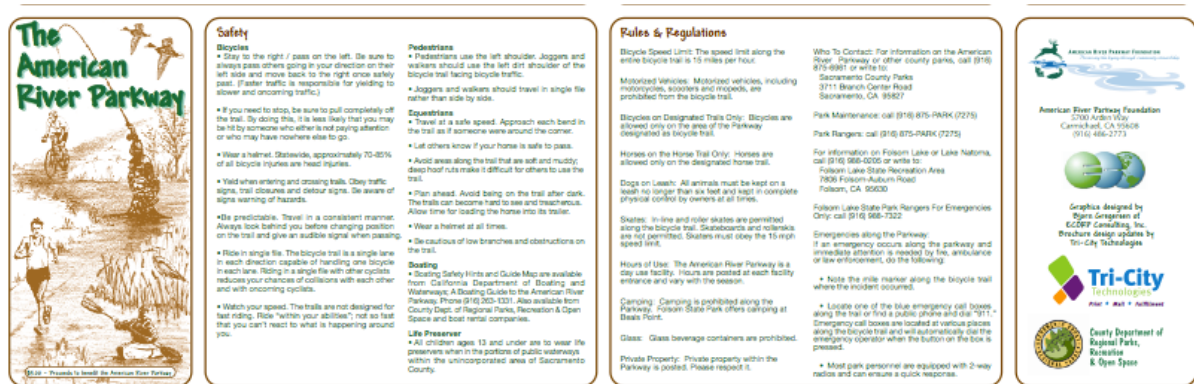 The
American
River Parkway
$2.00 - Proceeds to benefit the American River Parkway
Safety
Bicycles
• Stay to the right / pass on the left. Be sure to
always pass others going in your direction on their
left side and move back to the right once safely
past. (Faster traffic is responsible for yielding to
slower and oncoming traffic.)
• If you need to stop, be sure to pull completely off
the trail. By doing this, it is less likely that you may
be hit by someone who either is not paying attention
or who may have nowhere else to go.
• Wear a helmet. Statewide, approximately 70-85%
of all bicycle injuries are head injuries.
• Yield when entering and crossing trails. Obey traffic
signs, trail closures and detour signs. Be aware of
signs warning of hazards.
•Be predictable. Travel in a consistent manner.
Always look behind you before changing position
on the trail and give an audible signal when passing.
• Ride in single file. The bicycle trail is a single lane
in each direction capable of handling one bicycle
in each lane. Riding in a single file with other cyclists
reduces your chances of collisions with each other
and with oncoming cyclists.
• Watch your speed. The trails are not designed for
fast riding. Ride "within your abilities"; not so fast
that you can't react to what is happening around
you.
Pedestrians
• Pedestrians use the left shoulder. Joggers and
walkers should use the left dirt shoulder of the
bicycle trail facing bicycle traffic.
• Joggers and walkers should travel in single file
rather than side by side.
Equestrians
• Travel at a safe speed. Approach each bend in
the trail as if someone were around the corner.
• Let others know if your horse is safe to pass.
• Avoid areas along the trail that are soft and muddy;
deep hoof ruts make it difficult for others to use the
trail.
• Plan ahead. Avoid being on the trail after dark.
The trails can become hard to see and treacherous.
Allow time for loading the horse into its trailer.
• Wear a helmet at all times.
• Be cautious of low branches and obstructions on
the trail.
Boating
• Boating Safety Hints and Guide Map are available
from California Department of Boating and
Waterways; A Boating Guide to the American River
Parkway. Phone (916) 263-1331. Also available from
County Dept. of Regional Parks, Recreation & Open
Space and boat rental companies.
Life Preserver
• All children ages 13 and under are to wear life
preservers when in the portions of public waterways
within the unincorporated area of Sacramento
County.
Rules & Regulations
Bicycle Speed Limit: The speed limit along the
entire bicycle trail is 15 miles per hour.
Motorized Vehicles: Motorized vehicles, including
motorcycles, scooters and mopeds, are
prohibited from the bicycle trail.
Bicycles on Designated Trails Only: Bicycles are
allowed only on the area of the Parkway
designated as bicycle trail.
Horses on the Horse Trail Only: Horses are
allowed only on the designated horse trail.
Dogs on Leash: All animals must be kept on a
leash no longer than six feet and kept in complete
physical control by owners at all times.
Skates: In-line and roller skates are permitted
along the bicycle trail. Skateboards and rollerskis
are not permitted. Skaters must obey the 15 mph
speed limit.
Hours of Use: The American River Parkway is a
day use facility. Hours are posted at each facility
entrance and vary with the season.
Camping: Camping is prohibited along the
Parkway. Folsom State Park offers camping at
Beals Point.
Glass: Glass beverage containers are prohibited.
Private Property: Private property within the
Parkway is posted. Please respect it.
Who To Contact: For information on the American
River Parkway or other county parks, call (916)
875-6961 or write to:
Sacramento County Parks
3711 Branch Center Road
Sacramento, CA 95827
Park Maintenance: call (916) 875-PARK (7275)
Park Rangers: call (916) 875-PARK (7275)
For information on Folsom Lake or Lake Natoma,
call (916) 988-0205 or write to:
Folsom Lake State Recreation Area
7806 Folsom-Auburn Road
Folsom, CA 95630
Folsom Lake State Park Rangers For Emergencies
Only: call (916) 988-7322
Emergencies along the Parkway:
If an emergency occurs along the parkway and
immediate attention is needed by fire, ambulance
or law enforcement, do the following:
• Note the mile marker along the bicycle trail
where the incident occurred.
• Locate one of the blue emergency call boxes
along the trail or find a public phone and dial "911."
Emergency call boxes are located at various places
along the bicycle trail and will automatically dial the
emergency operator when the button on the box is
pressed.
• Most park personnel are equipped with 2-way
radios and can ensure a quick response.
American River Parkway Foundation
American River Parkway Foundation
5700 Arden Way
Carmichael, CA 95608
(916) 486-2773
Graphics designed by
Bjorn Gregersen of
ECORP Consulting, Inc.
Brochure design updates by
Tri-City Technologies
Tri-City
Technologies
Print • Mail • Fulfillment
County Department of
Regional Parks,
Recreation
& Open Space